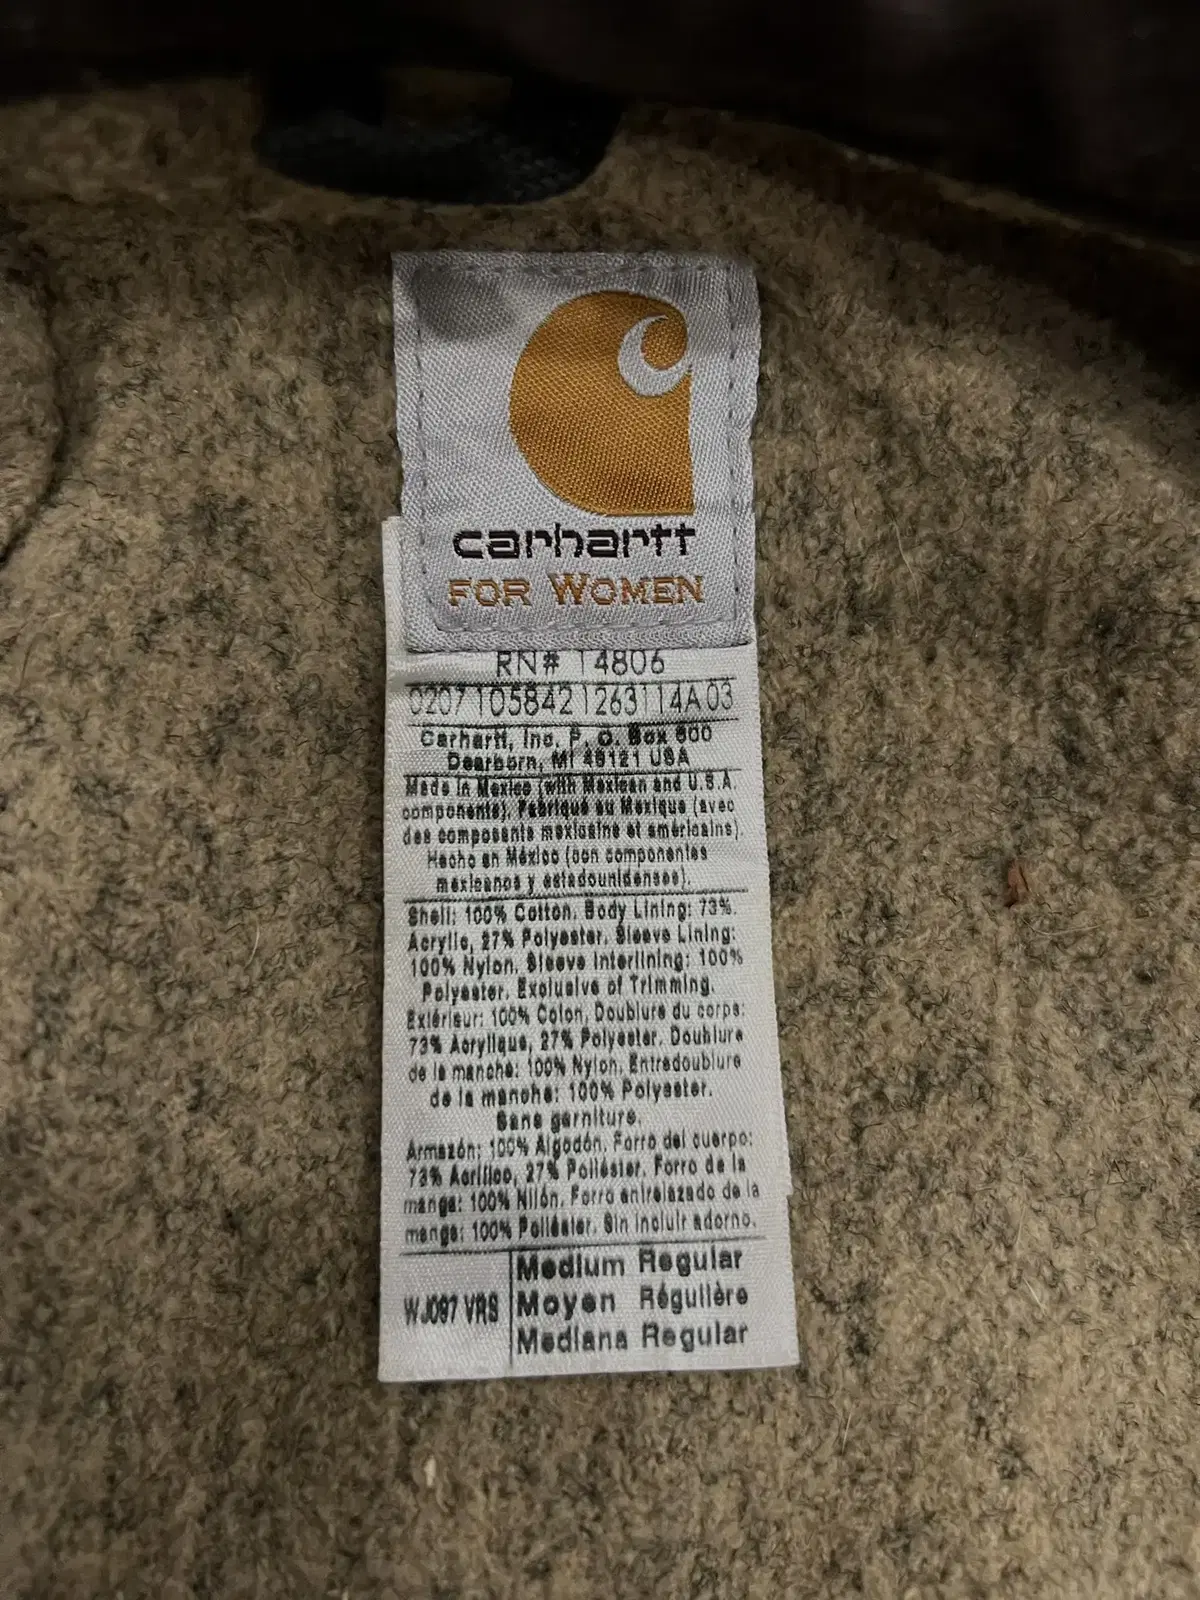 carhartt
FOR WOMEN
RN# 14806
0207 105842 1263114A 03
Carhartt, Inc. P. O. Box 600
Dearborn, MI 48121 USA
Made in Mexico (with Mexican and U.S.A.
components). Fabriqué au Mexique (avec
des composants mexicains et américains).
Hecho en México (con componentes
mexicanos y estadounidenses).
Shell: 100% Cotton. Body Lining: 73%
Acrylic, 27% Polyester. Sleeve Lining:
100% Nylon. Sleeve Interlining: 100%
Polyester. Exclusive of Trimming.
Extérieur: 100% Coton. Doublure du corps:
73% Acrylique, 27% Polyester. Doublure
de la manche: 100% Nylon. Entredoublure
de la manche: 100% Polyester.
Sans garniture.
Armazón: 100% Algodón. Forro del cuerpo:
73% Acrílico, 27% Poliéster. Forro de la
manga: 100% Nilón. Forro entrelazado de la
manga: 100% Poliéster. Sin incluir adorno.
WJ097 VRS
Medium Regular
Moyen Régulière
Mediana Regular